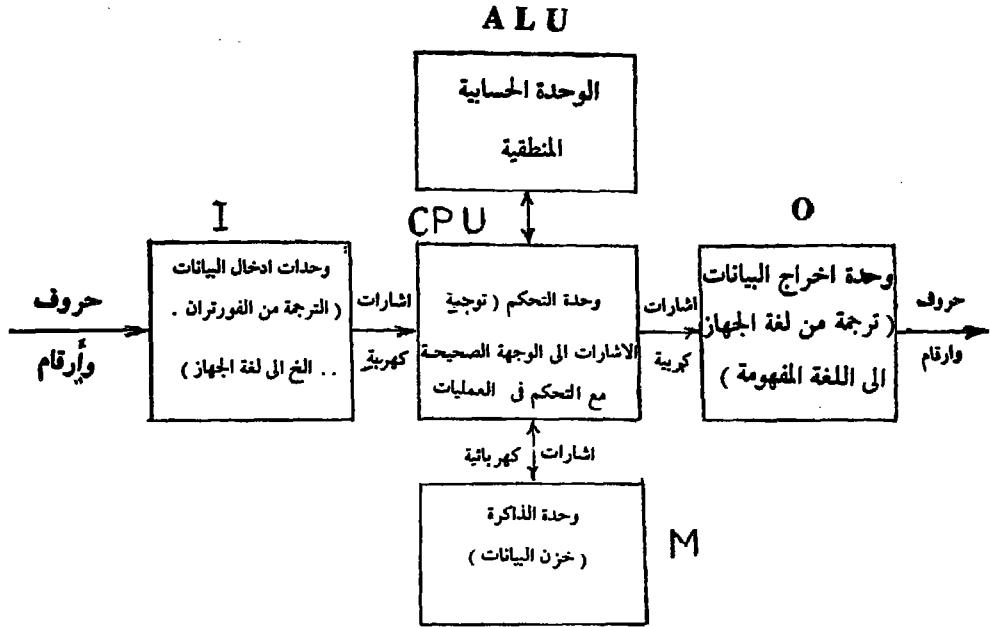 A L U
الوحدة الحسابية
المنطقية
I
CPU
O
حروف
وأرقام
وحدات ادخال البيانات
( الترجمة من الفورتران .
.. الخ الى لغة الجهاز )
اشارات
كهربية
وحدة التحكم ( توجية
الاشارات الى الوجهة الصحيحة
مع التحكم فى العمليات
اشارات
كهربية
وحدة اخراج البيانات
( ترجمة من لغة الجهاز
الى اللغة المفهومة )
حروف
وارقام
اشارات كهربائية
وحدة الذاكرة
( خزن البيانات )
M